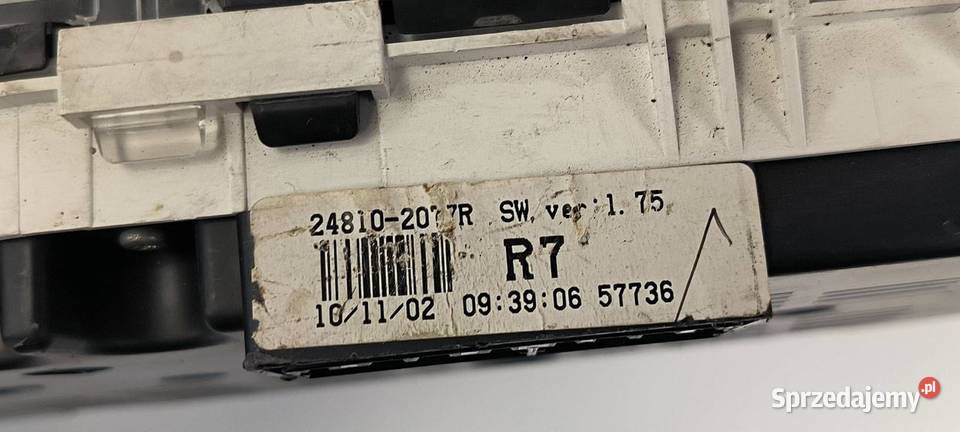 SW. ver:1.75
R7
10/11/02 09:39:06 57736
Sprzedajemy.pl